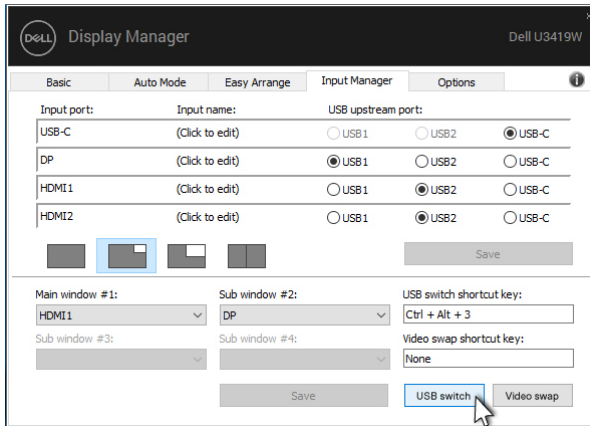 DELL Display Manager Dell U3419W
Basic Auto Mode Easy Arrange Input Manager Options i
Input port: Input name: USB upstream port:
USB-C (Click to edit) USB1 USB2 USB-C
DP (Click to edit) USB1 USB2 USB-C
HDMI1 (Click to edit) USB1 USB2 USB-C
HDMI2 (Click to edit) USB1 USB2 USB-C
Save
Main window #1: Sub window #2: USB switch shortcut key:
HDMI1 DP Ctrl + Alt + 3
Sub window #3: Sub window #4: Video swap shortcut key:
None
Save USB switch Video swap